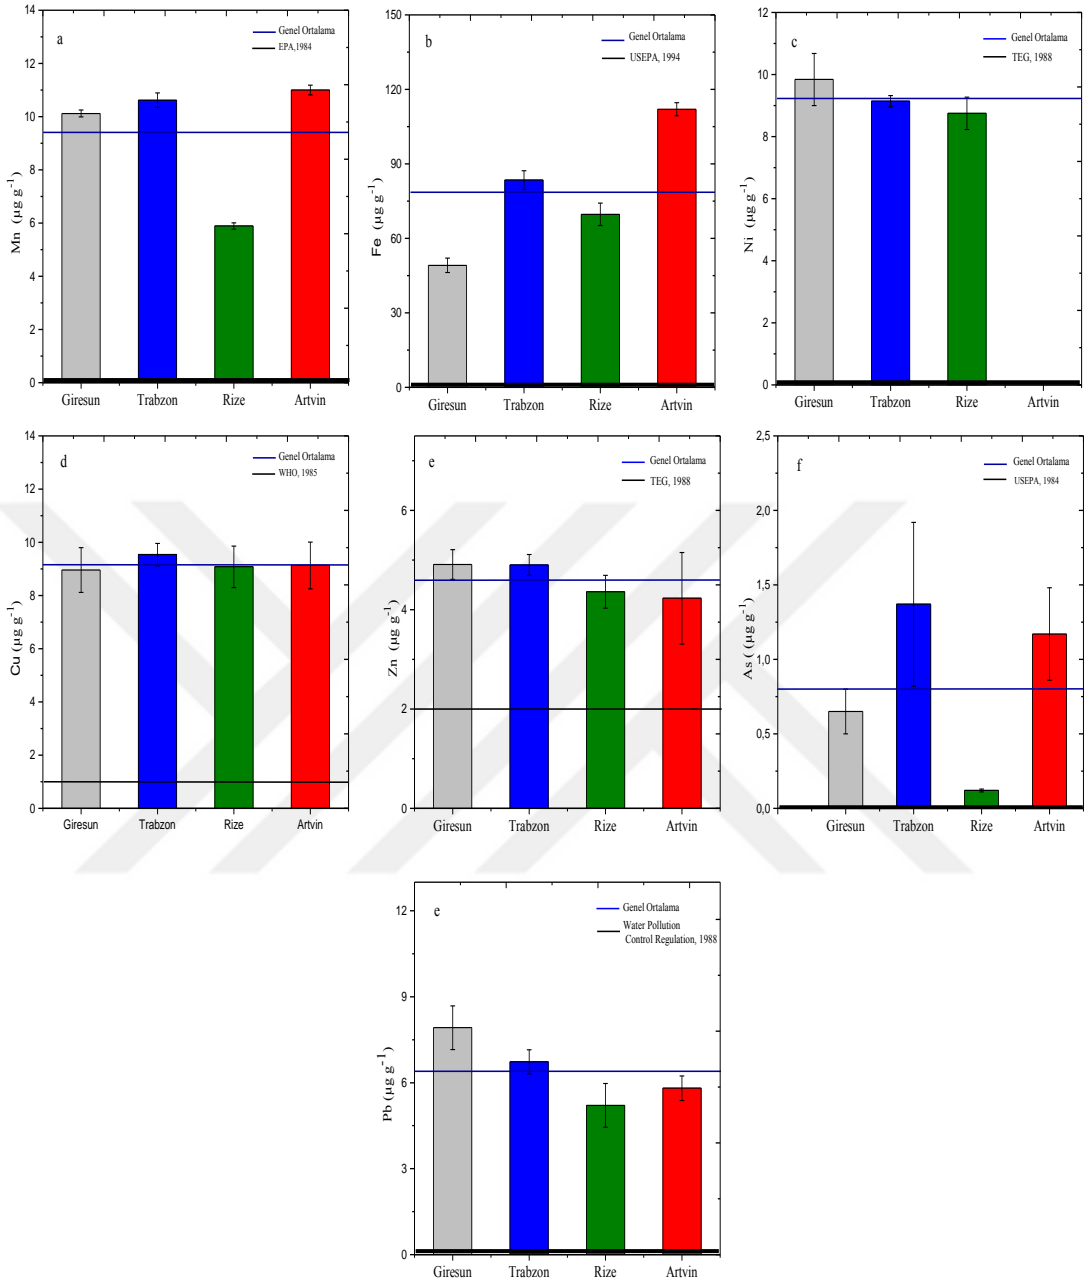 a
Genel Ortalama
EPA,1984
14
12
10
8
6
4
2
0
Mn (µg g-1)
Giresun Trabzon Rize Artvin
b
Genel Ortalama
USEPA, 1994
150
120
90
60
30
0
Fe (µg g-1)
Giresun Trabzon Rize Artvin
c
Genel Ortalama
TEG, 1988
12
10
8
6
4
2
0
Ni (µg g-1)
Giresun Trabzon Rize Artvin
d
Genel Ortalama
WHO, 1985
14
12
10
8
6
4
2
0
Cu (µg g-1)
Giresun Trabzon Rize Artvin
e
Genel Ortalama
TEG, 1988
6
4
2
0
Zn (µg g-1)
Giresun Trabzon Rize Artvin
f
Genel Ortalama
USEPA, 1984
2,5
2,0
1,5
1,0
0,5
0,0
As ( (µg g-1)
Giresun Trabzon Rize Artvin
e
Genel Ortalama
Water Pollution
Control Regulation, 1988
12
9
6
3
0
Pb (µg g-1)
Giresun Trabzon Rize Artvin